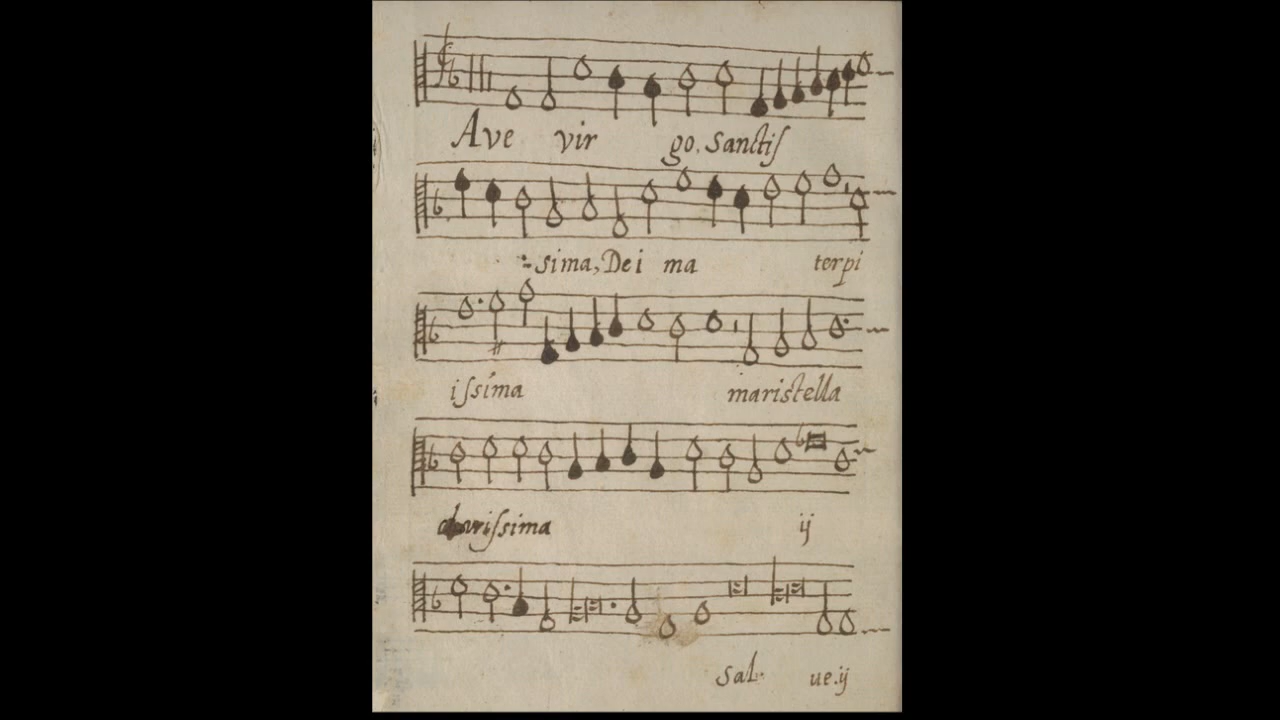 Ave vir go. Sanctiſ
-sima, Dei ma terpi
iſsima maristella
clariſsima ij
Sal- ue. ij